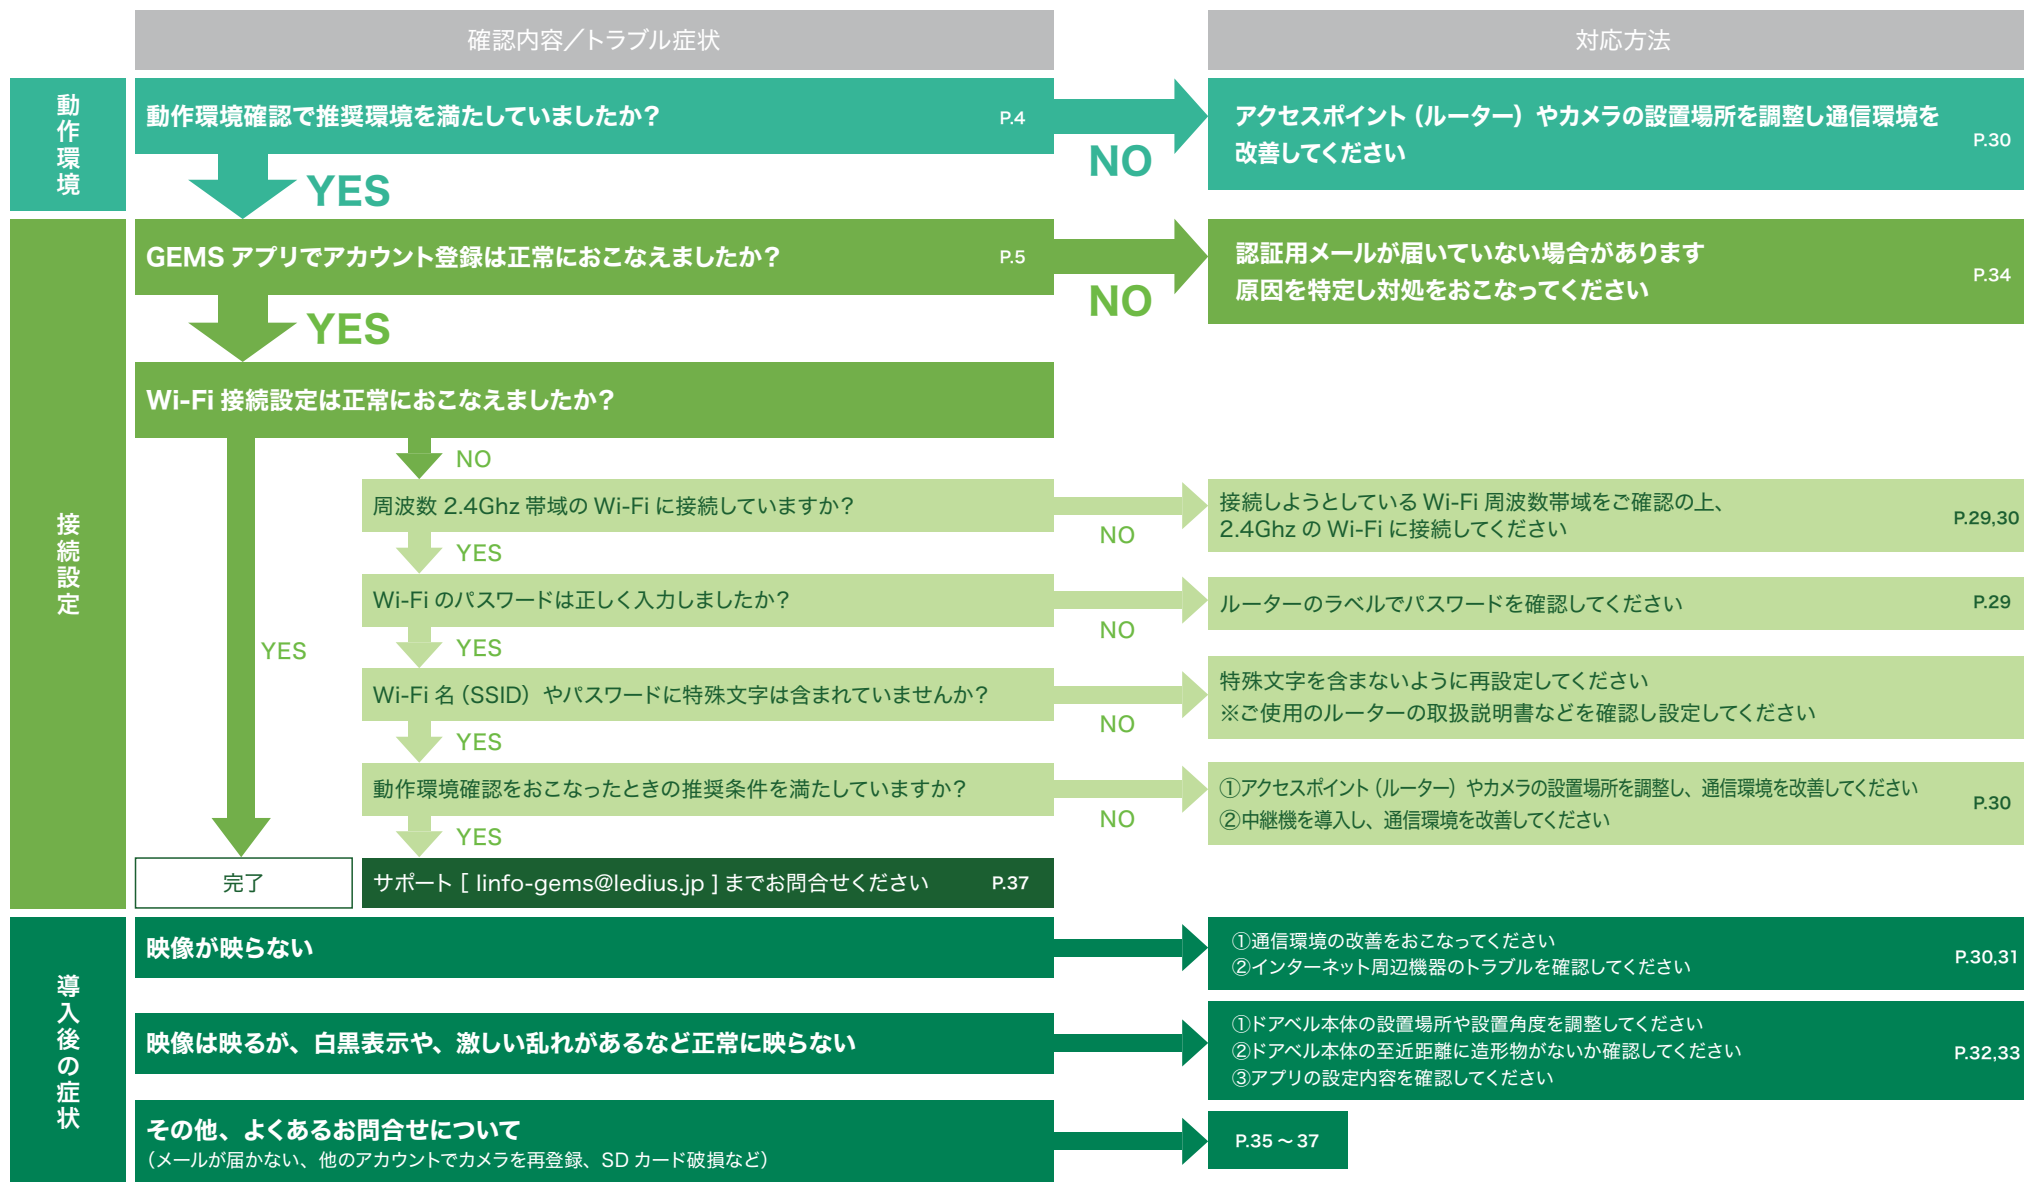 確認内容／トラブル症状
対応方法
動作環境
動作環境確認で推奨環境を満たしていましたか？ P.4
NO
アクセスポイント（ルーター）やカメラの設置場所を調整し通信環境を
改善してください
P.30
YES
接続設定
GEMS アプリでアカウント登録は正常におこなえましたか？ P.5
NO
認証用メールが届いていない場合があります
原因を特定し対処をおこなってください
P.34
YES
Wi-Fi 接続設定は正常におこなえましたか？
NO
周波数 2.4Ghz 帯域の Wi-Fi に接続していますか？
NO
接続しようとしている Wi-Fi 周波数帯域をご確認の上、
2.4Ghz の Wi-Fi に接続してください
P.29,30
YES
Wi-Fi のパスワードは正しく入力しましたか？
NO
ルーターのラベルでパスワードを確認してください P.29
YES
YES
Wi-Fi 名（SSID）やパスワードに特殊文字は含まれていませんか？
NO
特殊文字を含まないように再設定してください
※ご使用のルーターの取扱説明書などを確認し設定してください
YES
動作環境確認をおこなったときの推奨条件を満たしていますか？
NO
①アクセスポイント（ルーター）やカメラの設置場所を調整し、通信環境を改善してください
②中継機を導入し、通信環境を改善してください
P.30
YES
完了
サポート [ linfo-gems@ledius.jp ] までお問合せください P.37
導入後の症状
映像が映らない
①通信環境の改善をおこなってください
②インターネット周辺機器のトラブルを確認してください
P.30,31
映像は映るが、白黒表示や、激しい乱れがあるなど正常に映らない
①ドアベル本体の設置場所や設置角度を調整してください
②ドアベル本体の至近距離に造形物がないか確認してください
③アプリの設定内容を確認してください
P.32,33
その他、よくあるお問合せについて
（メールが届かない、他のアカウントでカメラを再登録、SD カード破損など）
P.35 ～ 37